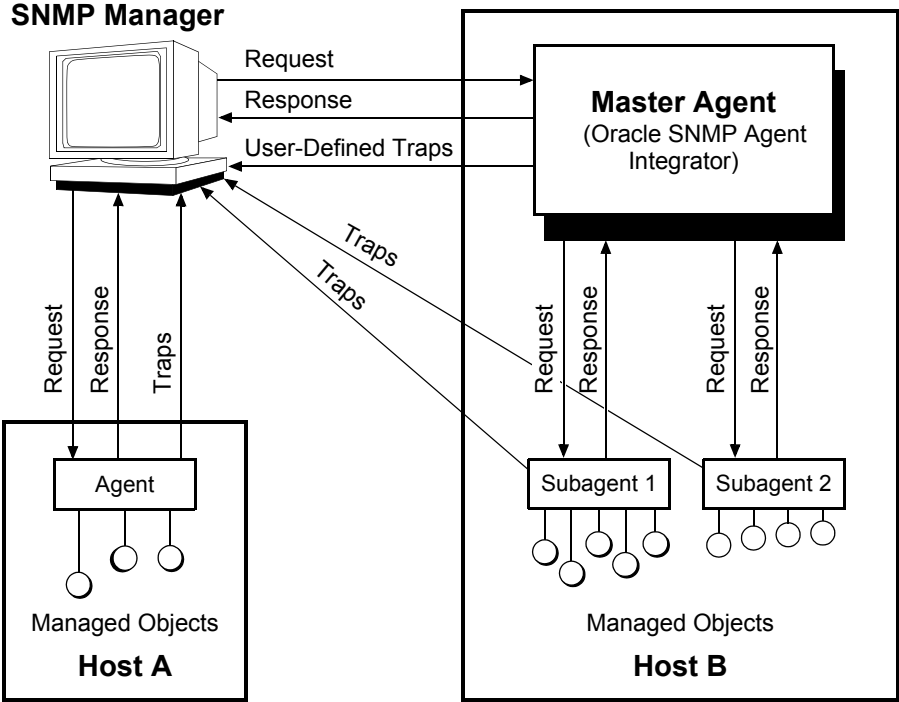 SNMP Manager
Request
Response
User-Defined Traps
Master Agent
(Oracle SNMP Agent
Integrator)
Traps
Traps
Request
Response
Traps
Request
Response
Request
Response
Agent
Subagent 1
Subagent 2
Managed Objects
Host A
Managed Objects
Host B